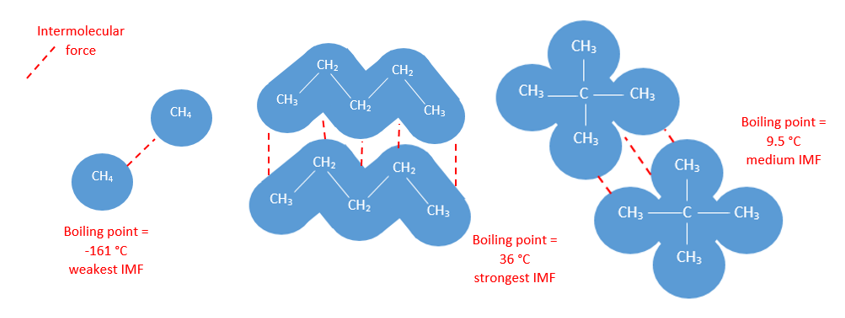 Intermolecular
force
CH₄
CH₄
Boiling point =
-161 °C
weakest IMF
CH₃
CH₂
CH₂
CH₂
CH₃
CH₃
CH₂
CH₂
CH₂
CH₃
Boiling point =
36 °C
strongest IMF
CH₃
CH₃ C CH₃
CH₃
CH₃
CH₃ C CH₃
CH₃
Boiling point =
9.5 °C
medium IMF